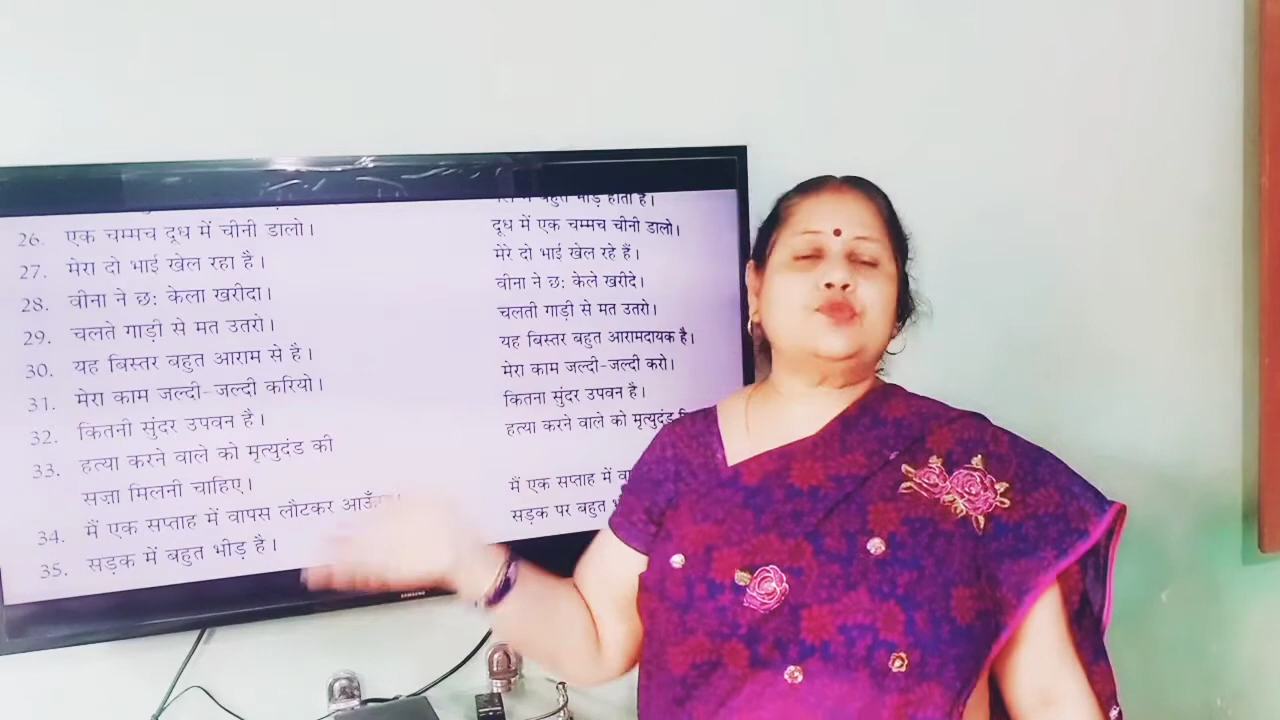 बहुत भीड़ होती है।
26. एक चम्मच दूध में चीनी डालो। दूध में एक चम्मच चीनी डालो।
27. मेरा दो भाई खेल रहा है। मेरे दो भाई खेल रहे हैं।
28. वीना ने छः केला खरीदा। वीना ने छः केले खरीदे।
29. चलते गाड़ी से मत उतरो। चलती गाड़ी से मत उतरो।
30. यह बिस्तर बहुत आराम से है। यह बिस्तर बहुत आरामदायक है।
31. मेरा काम जल्दी-जल्दी करियो। मेरा काम जल्दी-जल्दी करो।
32. कितनी सुंदर उपवन है। कितना सुंदर उपवन है।
33. हत्या करने वाले को मृत्युदंड की हत्या करने वाले को मृत्युदंड
सज़ा मिलनी चाहिए।
34. मैं एक सप्ताह में वापस लौटकर मैं एक सप्ताह में
35. सड़क में बहुत भीड़ है। सड़क पर बहुत
SAMSUNG